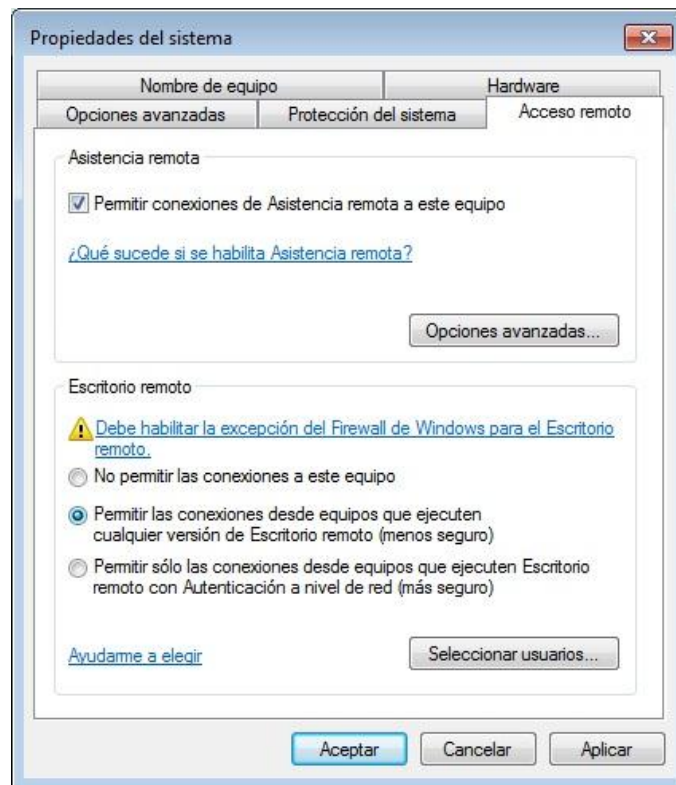 Propiedades del sistema
Nombre de equipo
Hardware
Opciones avanzadas
Protección del sistema
Acceso remoto
Asistencia remota
Permitir conexiones de Asistencia remota a este equipo
¿Qué sucede si se habilita Asistencia remota?
Opciones avanzadas...
Escritorio remoto
Debe habilitar la excepción del Firewall de Windows para el Escritorio
remoto.
No permitir las conexiones a este equipo
Permitir las conexiones desde equipos que ejecuten
cualquier versión de Escritorio remoto (menos seguro)
Permitir sólo las conexiones desde equipos que ejecuten Escritorio
remoto con Autenticación a nivel de red (más seguro)
Ayudarme a elegir
Seleccionar usuarios...
Aceptar
Cancelar
Aplicar